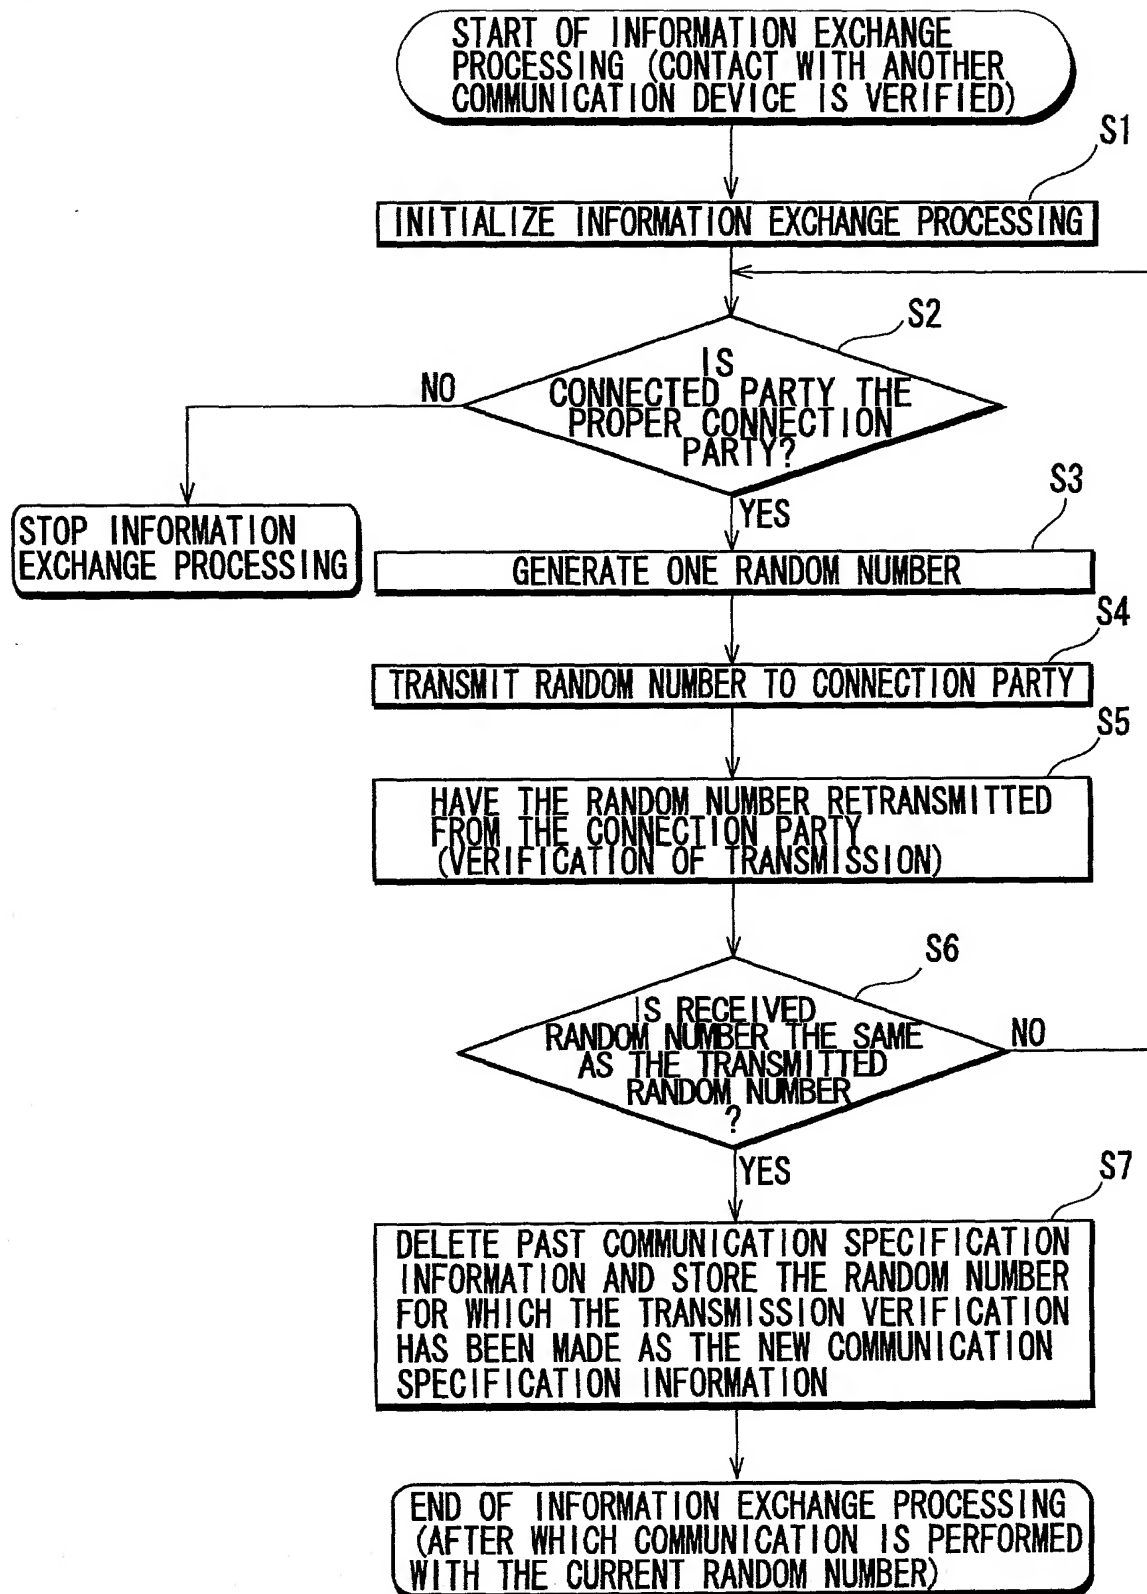 START OF INFORMATION EXCHANGE
PROCESSING (CONTACT WITH ANOTHER
COMMUNICATION DEVICE IS VERIFIED)
S1
INITIALIZE INFORMATION EXCHANGE PROCESSING
S2
IS
CONNECTED PARTY THE
PROPER CONNECTION
PARTY?
NO
YES
STOP INFORMATION
EXCHANGE PROCESSING
S3
GENERATE ONE RANDOM NUMBER
S4
TRANSMIT RANDOM NUMBER TO CONNECTION PARTY
S5
HAVE THE RANDOM NUMBER RETRANSMITTED
FROM THE CONNECTION PARTY
(VERIFICATION OF TRANSMISSION)
S6
IS RECEIVED
RANDOM NUMBER THE SAME
AS THE TRANSMITTED
RANDOM NUMBER
?
NO
YES
S7
DELETE PAST COMMUNICATION SPECIFICATION
INFORMATION AND STORE THE RANDOM NUMBER
FOR WHICH THE TRANSMISSION VERIFICATION
HAS BEEN MADE AS THE NEW COMMUNICATION
SPECIFICATION INFORMATION
END OF INFORMATION EXCHANGE PROCESSING
(AFTER WHICH COMMUNICATION IS PERFORMED
WITH THE CURRENT RANDOM NUMBER)